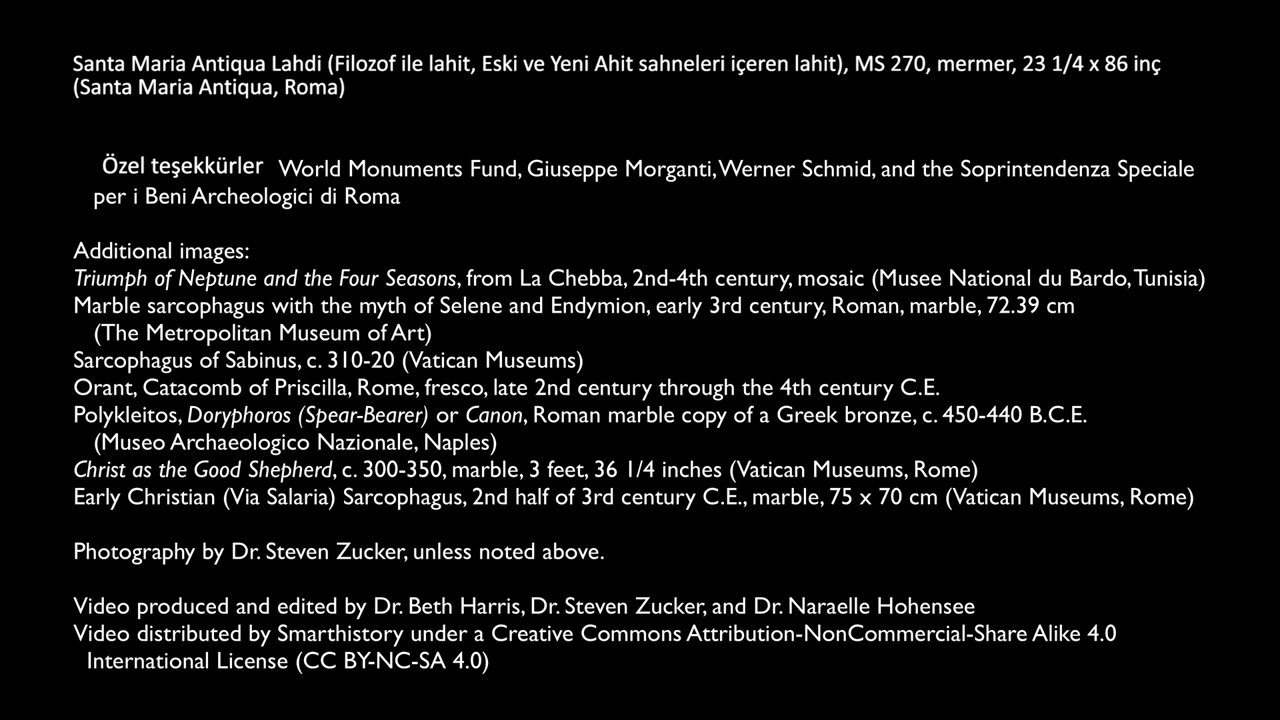 Santa Maria Antiqua Lahdi (Filozof ile lahit, Eski ve Yeni Ahit sahneleri içeren lahit), MS 270, mermer, 23 1/4 x 86 inç
(Santa Maria Antiqua, Roma)
Özel teşekkürler World Monuments Fund, Giuseppe Morganti, Werner Schmid, and the Soprintendenza Speciale
per i Beni Archeologici di Roma
Additional images:
Triumph of Neptune and the Four Seasons, from La Chebba, 2nd-4th century, mosaic (Musee National du Bardo, Tunisia)
Marble sarcophagus with the myth of Selene and Endymion, early 3rd century, Roman, marble, 72.39 cm
(The Metropolitan Museum of Art)
Sarcophagus of Sabinus, c. 310-20 (Vatican Museums)
Orant, Catacomb of Priscilla, Rome, fresco, late 2nd century through the 4th century C.E.
Polykleitos, Doryphoros (Spear-Bearer) or Canon, Roman marble copy of a Greek bronze, c. 450-440 B.C.E.
(Museo Archaeologico Nazionale, Naples)
Christ as the Good Shepherd, c. 300-350, marble, 3 feet, 36 1/4 inches (Vatican Museums, Rome)
Early Christian (Via Salaria) Sarcophagus, 2nd half of 3rd century C.E., marble, 75 x 70 cm (Vatican Museums, Rome)
Photography by Dr. Steven Zucker, unless noted above.
Video produced and edited by Dr. Beth Harris, Dr. Steven Zucker, and Dr. Naraelle Hohensee
Video distributed by Smarthistory under a Creative Commons Attribution-NonCommercial-Share Alike 4.0
International License (CC BY-NC-SA 4.0)